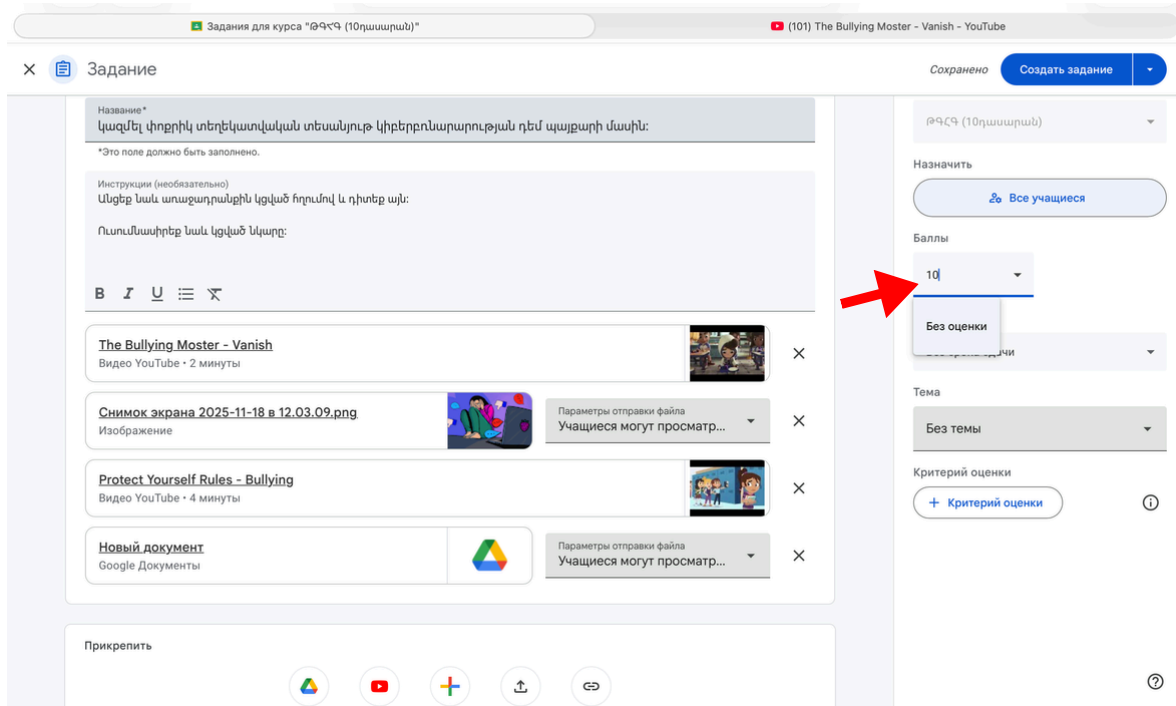 Задания для курса "ԹԳՀԳ (10դասարան)"
(101) The Bullying Moster - Vanish - YouTube
Задание
Сохранено
Создать задание
Название*
կազմել փոքրիկ տեղեկատվական տեսանյութ կիբերբռնարարության դեմ պայքարի մասին:
*Это поле должно быть заполнено.
Инструкции (необязательно)
Անցեք նաև առաջադրանքին կցված հղումով և դիտեք այն:
Ուսումնասիրեք նաև կցված նկարը:
B I U
The Bullying Moster - Vanish
Видео YouTube • 2 минуты
Снимок экрана 2025-11-18 в 12.03.09.png
Изображение
Параметры отправки файла
Учащиеся могут просматр...
Protect Yourself Rules - Bullying
Видео YouTube • 4 минуты
Новый документ
Google Документы
Параметры отправки файла
Учащиеся могут просматр...
Прикрепить
ԹԳՀԳ (10դասարան)
Назначить
Все учащиеся
Баллы
10
Без оценки
Тема
Без темы
Критерий оценки
+ Критерий оценки